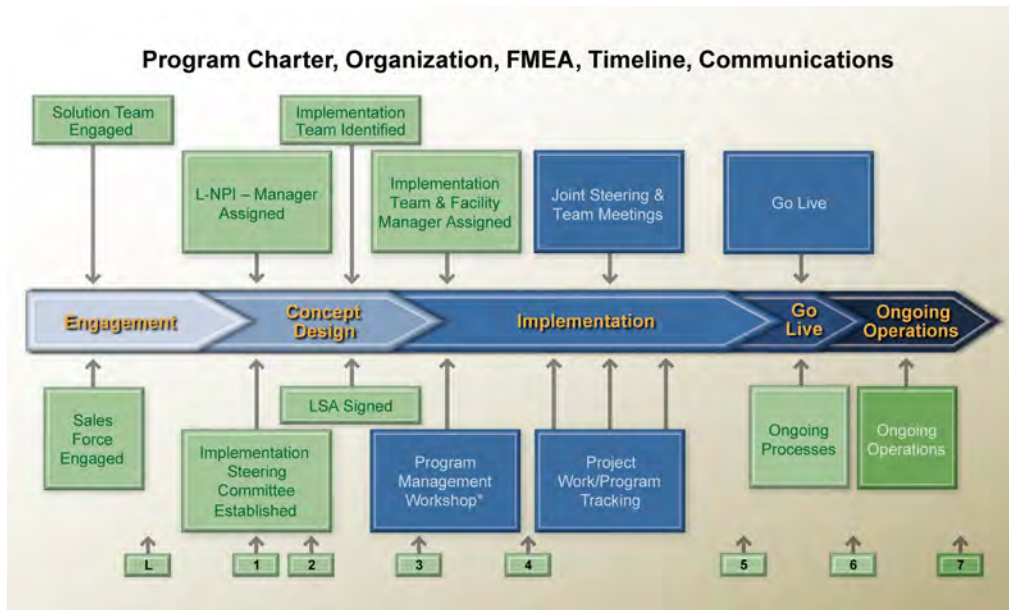 Program Charter, Organization, FMEA, Timeline, Communications
Solution Team
Engaged
Implementation
Team Identified
L-NPI – Manager
Assigned
Implementation
Team & Facility
Manager Assigned
Joint Steering &
Team Meetings
Go Live
Engagement
Concept
Design
Implementation
Go
Live
Ongoing
Operations
Sales
Force
Engaged
LSA Signed
Implementation
Steering
Committee
Established
Program
Management
Workshop*
Project
Work/Program
Tracking
Ongoing
Processes
Ongoing
Operations
L
1
2
3
4
5
6
7